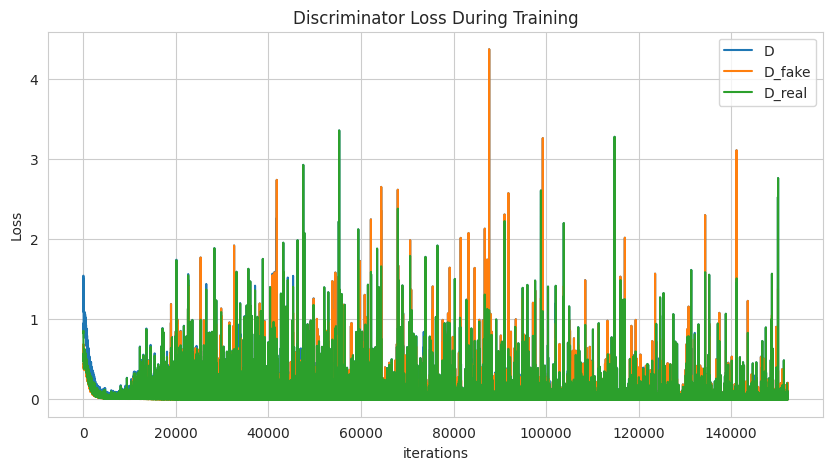 Discriminator Loss During Training
D
D_fake
D_real
Loss
4
3
2
1
0
0 20000 40000 60000 80000 100000 120000 140000
iterations